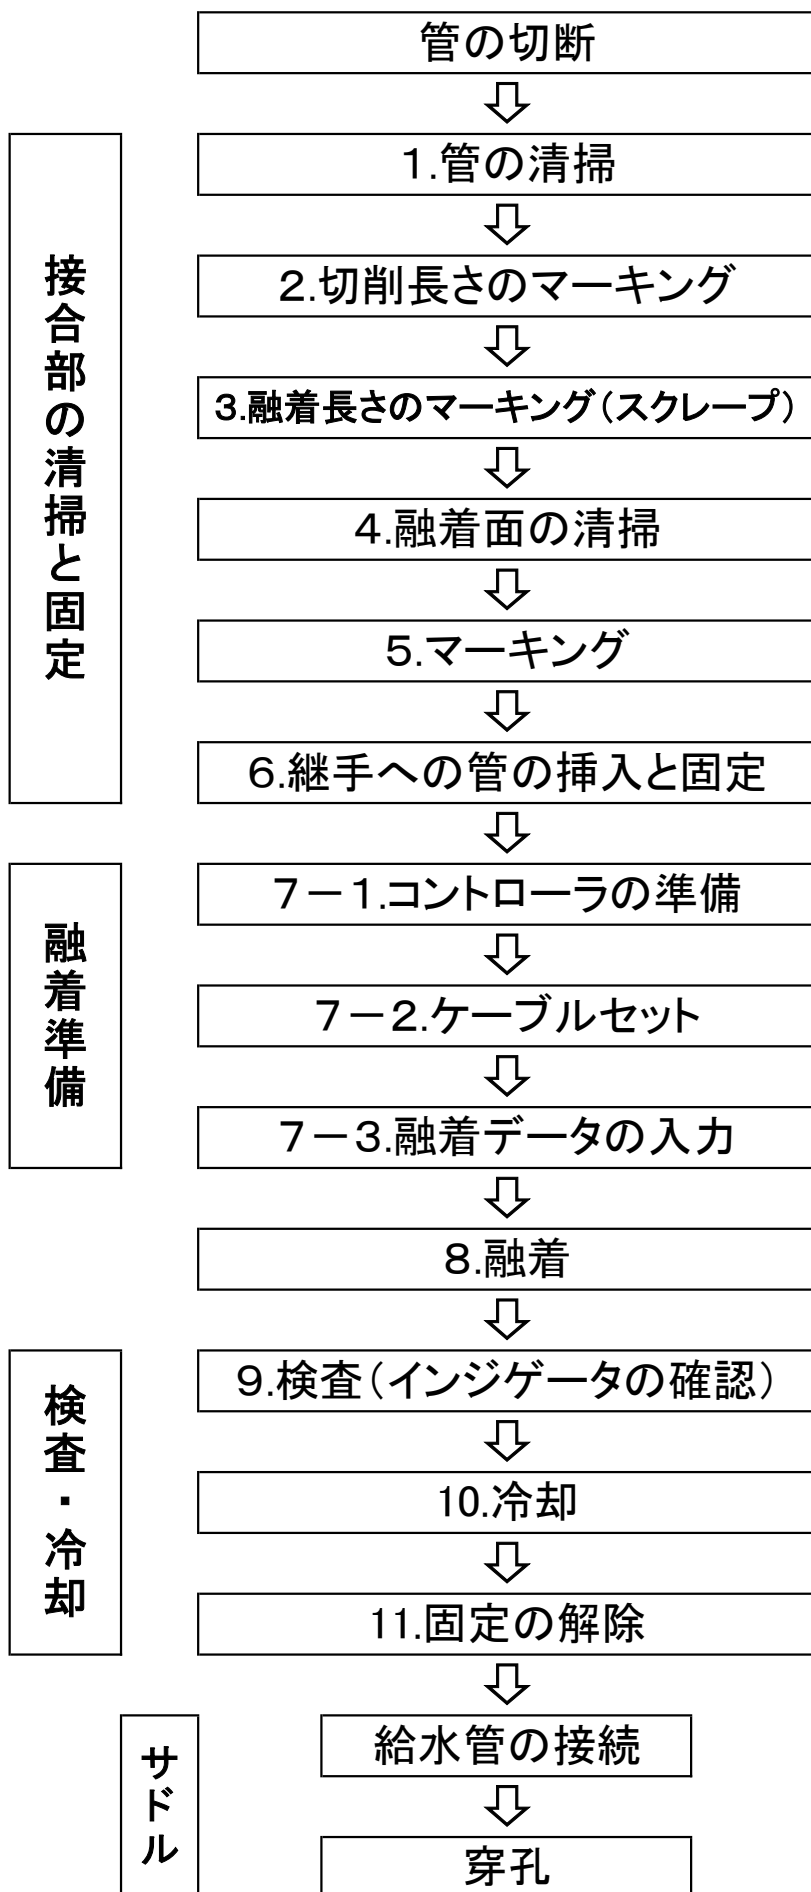 管の切断
接合部の清掃と固定
1.管の清掃
2.切削長さのマーキング
3.融着長さのマーキング(スクレープ)
4.融着面の清掃
5.マーキング
6.継手への管の挿入と固定
融着準備
7-1.コントローラの準備
7-2.ケーブルセット
7-3.融着データの入力
8.融着
検査・冷却
9.検査(インジゲータの確認)
10.冷却
11.固定の解除
サドル
給水管の接続
穿孔